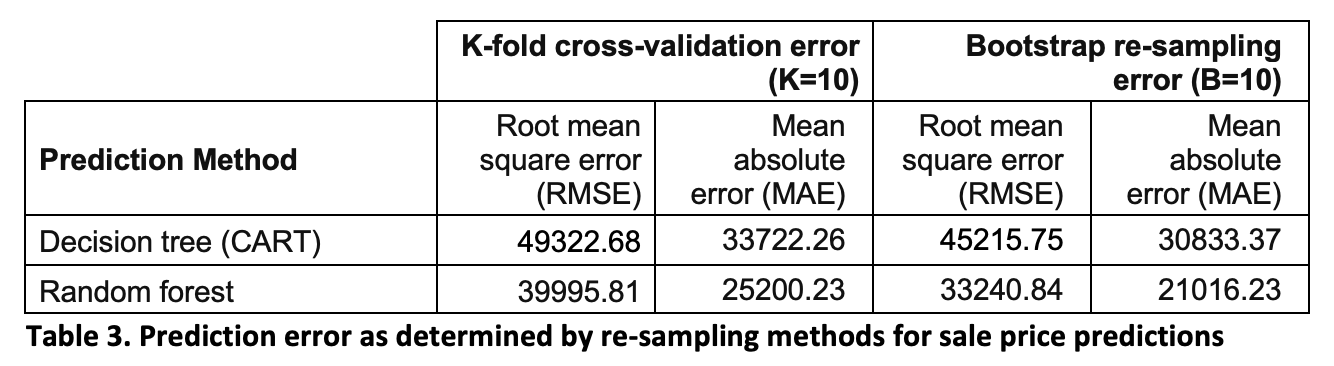 K-fold cross-validation error
(K=10)
Bootstrap re-sampling
error (B=10)
Prediction Method
Root mean
square error
(RMSE)
Mean
absolute
error (MAE)
Root mean
square error
(RMSE)
Mean
absolute
error (MAE)
Decision tree (CART) 49322.68 33722.26 45215.75 30833.37
Random forest 39995.81 25200.23 33240.84 21016.23
Table 3. Prediction error as determined by re-sampling methods for sale price predictions